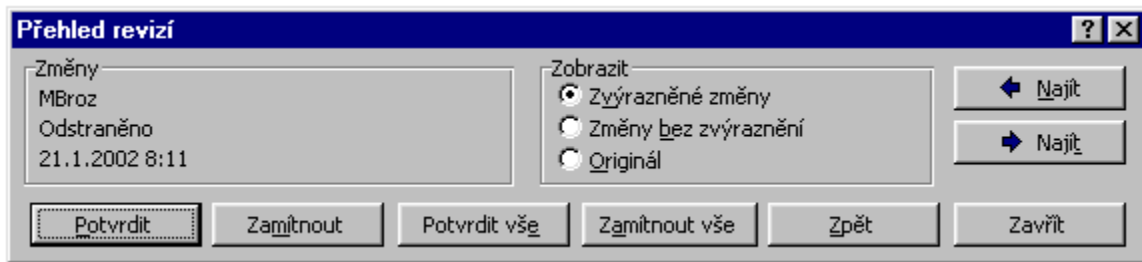 Přehled revizí
Změny
MBroz
Odstraněno
21.1.2002 8:11
Zobrazit
Zvýrazněné změny
Změny bez zvýraznění
Originál
Najít
Najít
Potvrdit
Zamítnout
Potvrdit vše
Zamítnout vše
Zpět
Zavřít